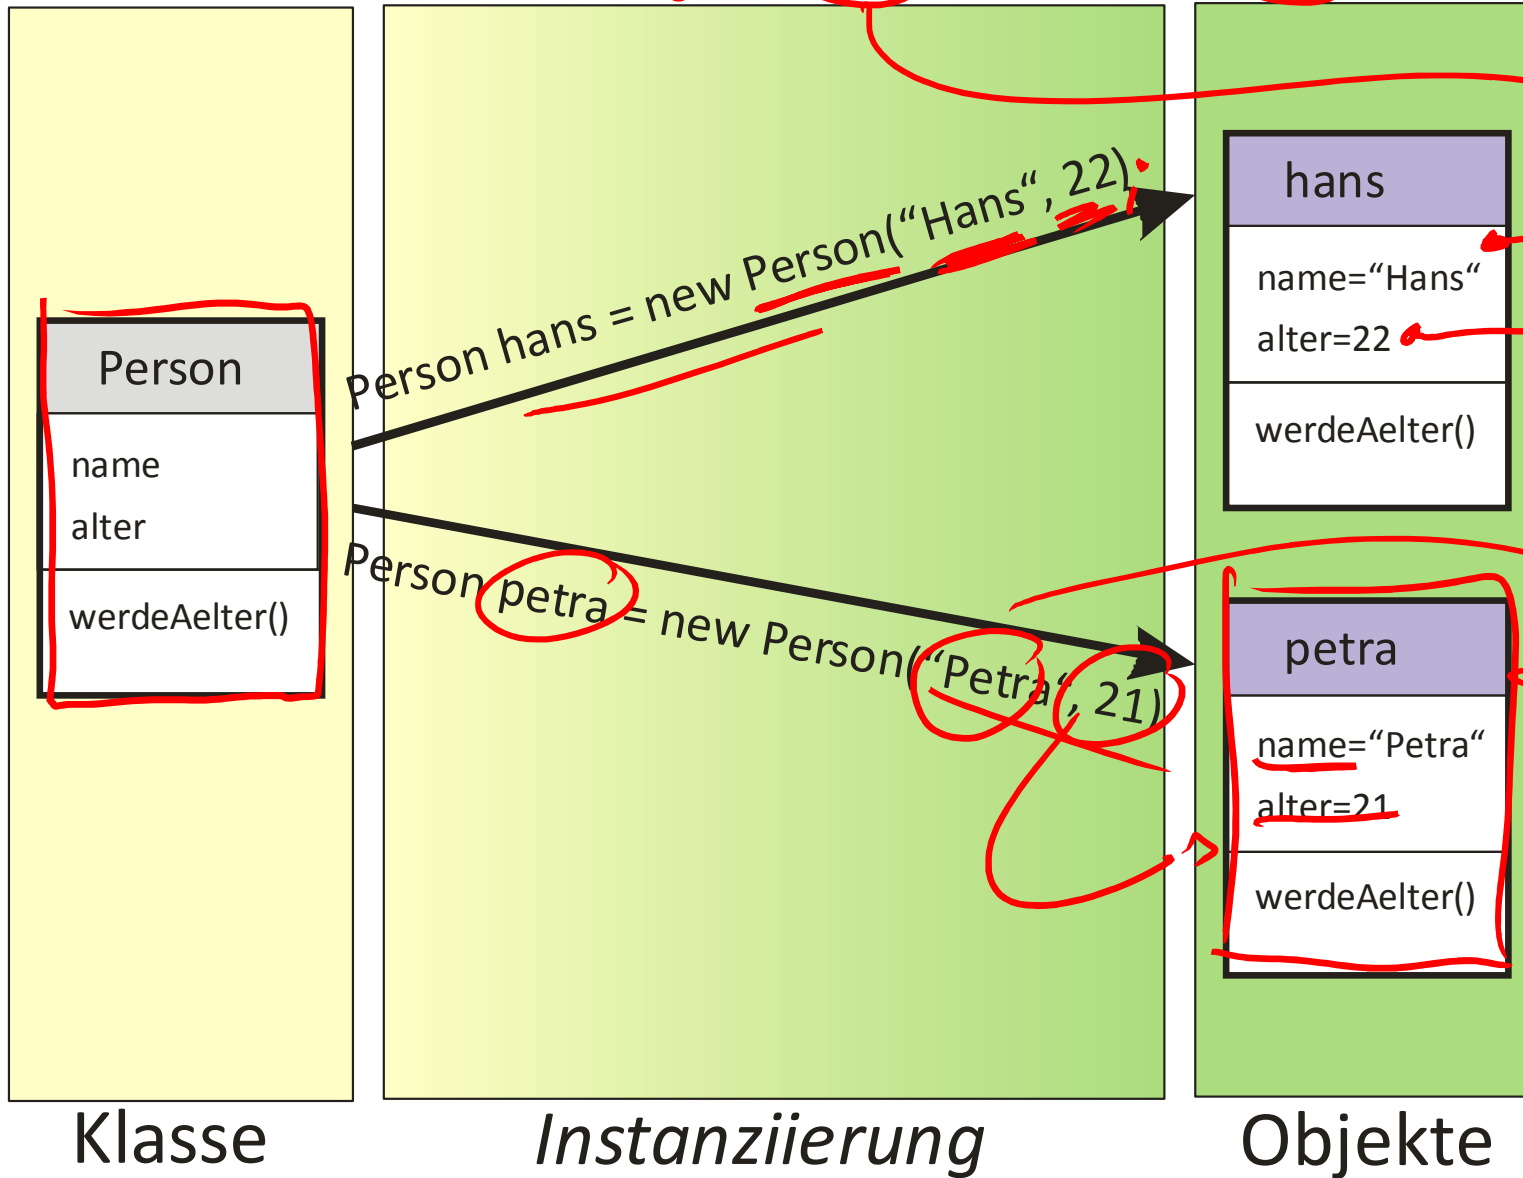 Person
name
alter
werdeAelter()
Person hans = new Person(“Hans“, 22);
Person petra = new Person(“Petra“, 21)
hans
name=“Hans“
alter=22
werdeAelter()
petra
name=“Petra“
alter=21
werdeAelter()
Klasse
Instanziierung
Objekte